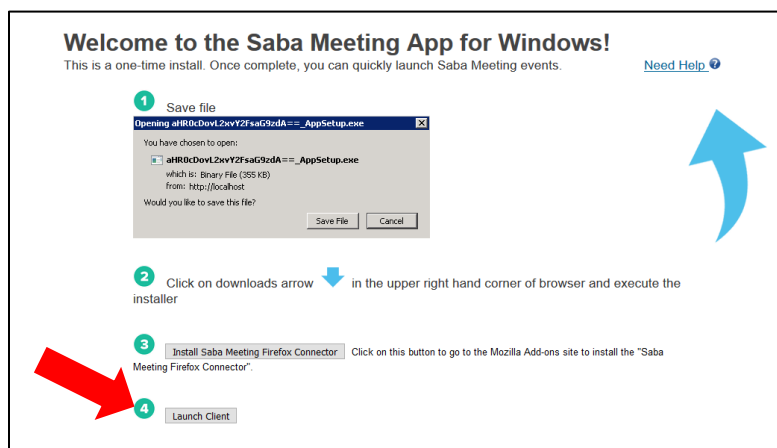 Welcome to the Saba Meeting App for Windows!
This is a one-time install. Once complete, you can quickly launch Saba Meeting events.
Need Help ?
1 Save file
Opening aHR0cDovL2xvY2FsaG9zdA==_AppSetup.exe
You have chosen to open:
aHR0cDovL2xvY2FsaG9zdA==_AppSetup.exe
which is: Binary File (355 KB)
from: http://localhost
Would you like to save this file?
Save File Cancel
2 Click on downloads arrow in the upper right hand corner of browser and execute the
installer
3 Install Saba Meeting Firefox Connector Click on this button to go to the Mozilla Add-ons site to install the "Saba
Meeting Firefox Connector".
4 Launch Client